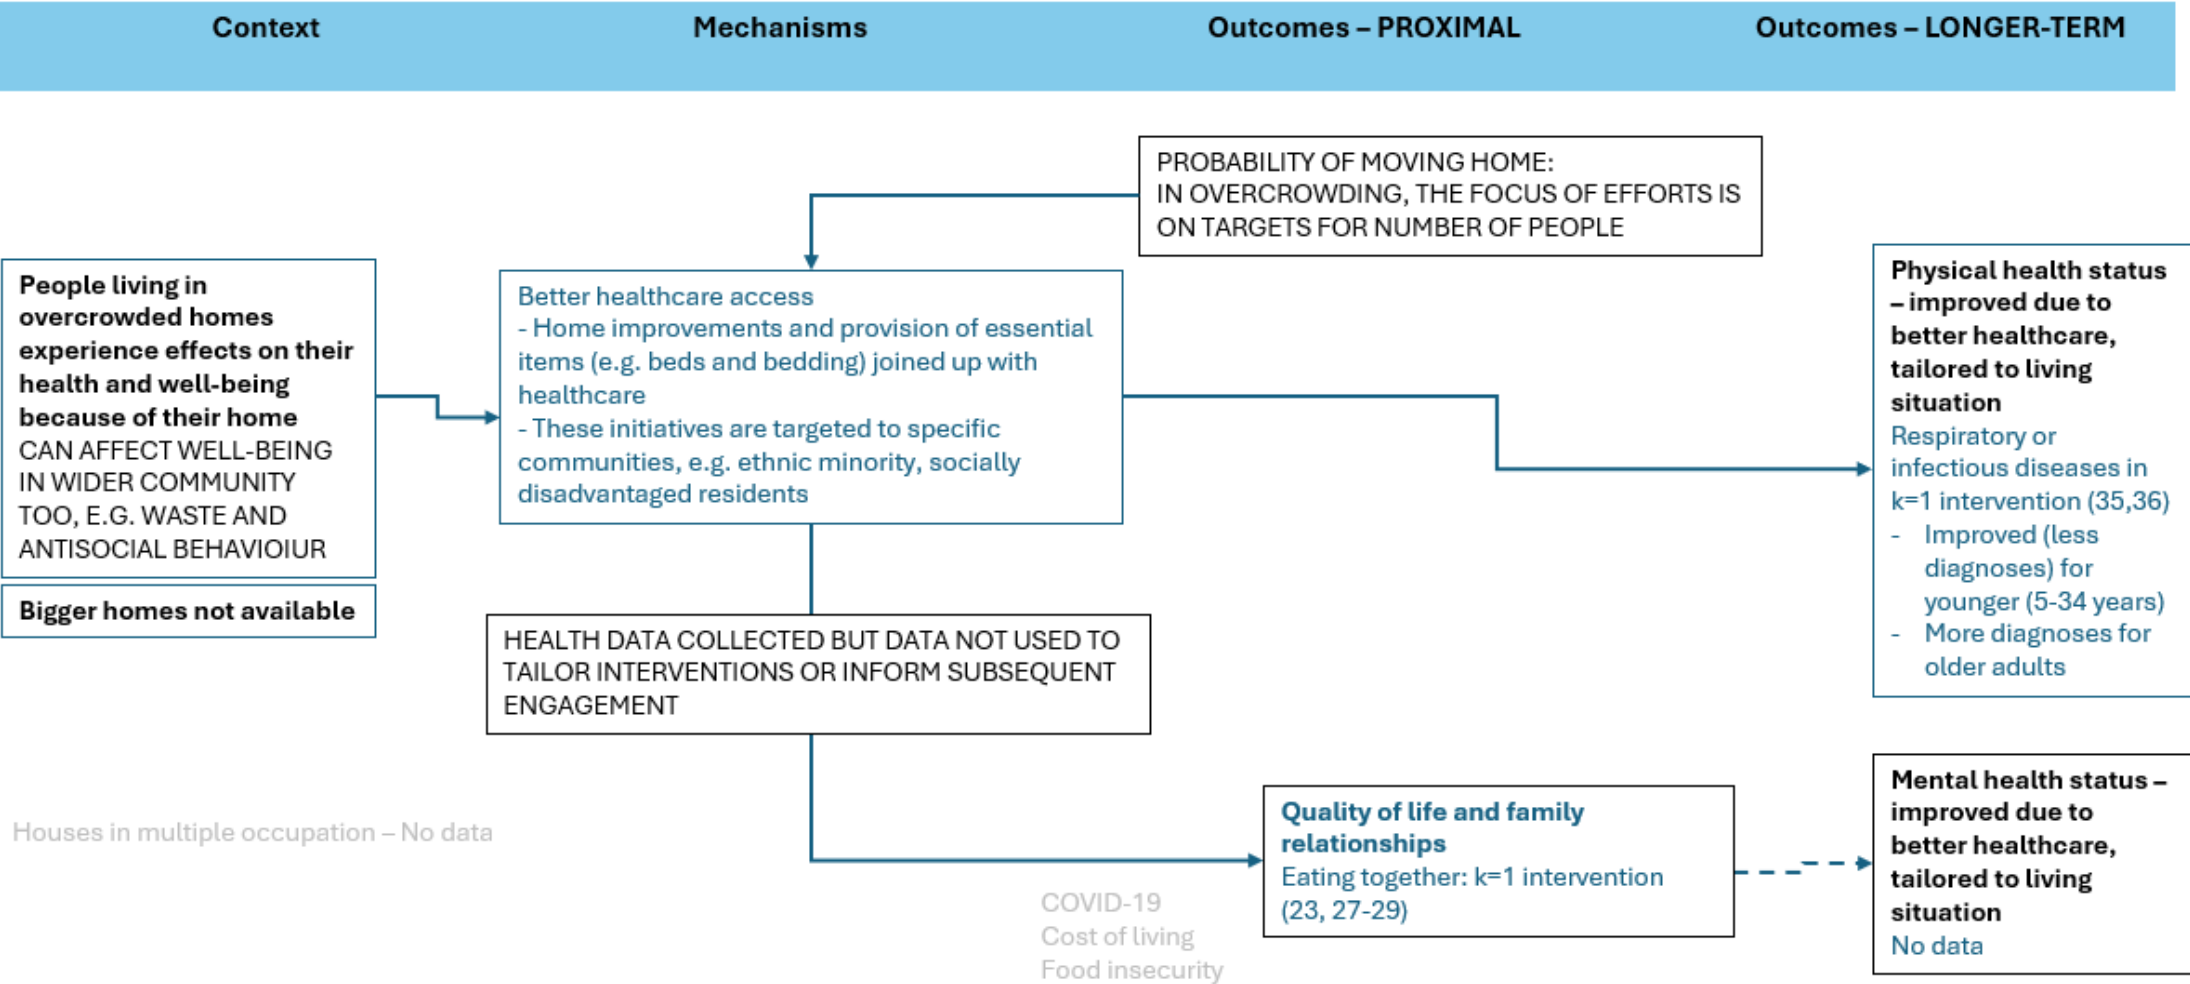 Context
Mechanisms
Outcomes – PROXIMAL
Outcomes – LONGER-TERM
PROBABILITY OF MOVING HOME:
IN OVERCROWDING, THE FOCUS OF EFFORTS IS
ON TARGETS FOR NUMBER OF PEOPLE
People living in
overcrowded homes
experience effects on their
health and well-being
because of their home
CAN AFFECT WELL-BEING
IN WIDER COMMUNITY
TOO, E.G. WASTE AND
ANTISOCIAL BEHAVIOIUR
Bigger homes not available
Better healthcare access
- Home improvements and provision of essential
items (e.g. beds and bedding) joined up with
healthcare
- These initiatives are targeted to specific
communities, e.g. ethnic minority, socially
disadvantaged residents
Physical health status
– improved due to
better healthcare,
tailored to living
situation
Respiratory or
infectious diseases in
k=1 intervention (35,36)
- Improved (less
diagnoses) for
younger (5-34 years)
- More diagnoses for
older adults
HEALTH DATA COLLECTED BUT DATA NOT USED TO
TAILOR INTERVENTIONS OR INFORM SUBSEQUENT
ENGAGEMENT
Houses in multiple occupation – No data
Quality of life and family
relationships
Eating together: k=1 intervention
(23, 27-29)
Mental health status –
improved due to
better healthcare,
tailored to living
situation
No data
COVID-19
Cost of living
Food insecurity